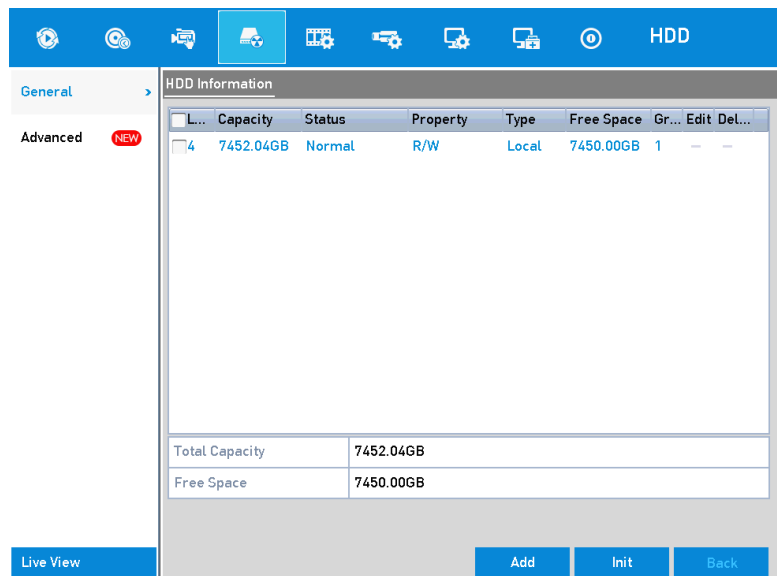 HDD
General >
Advanced NEW
HDD Information
L... Capacity Status Property Type Free Space Gr... Edit Del...
4 7452.04GB Normal R/W Local 7450.00GB 1 — —
Total Capacity 7452.04GB
Free Space 7450.00GB
Live View Add Init Back